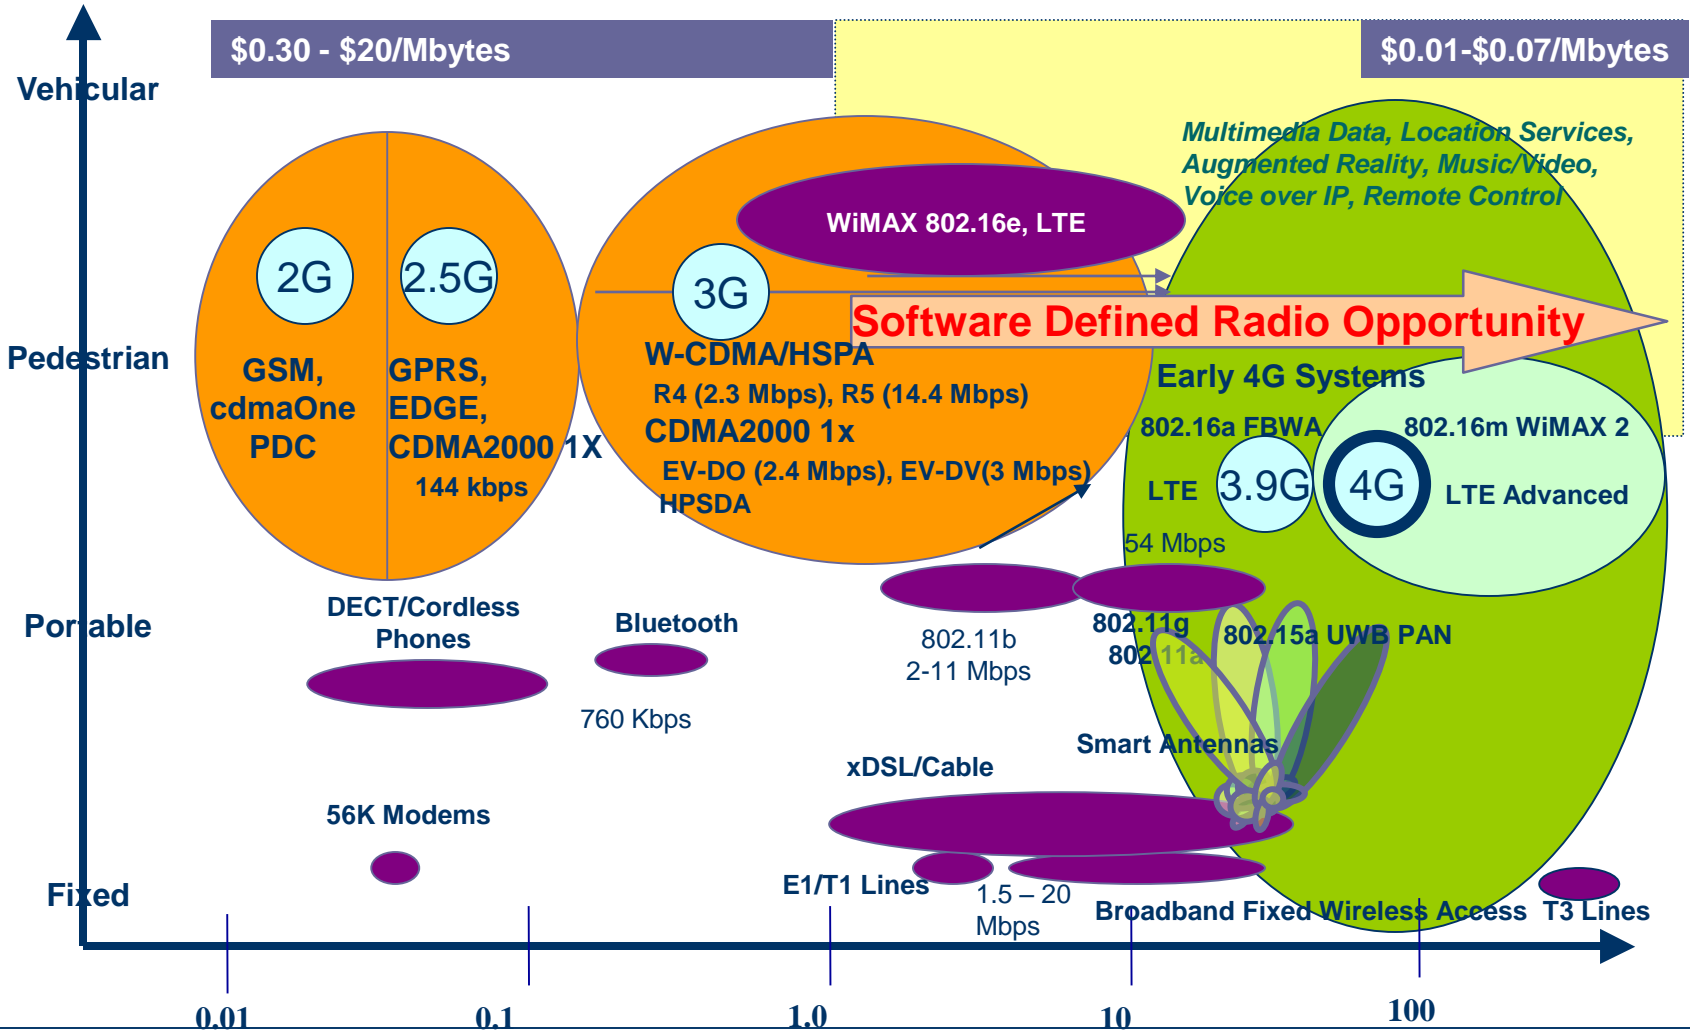 $0.30 - $20/Mbytes
$0.01-$0.07/Mbytes
Vehicular
Multimedia Data, Location Services,
Augmented Reality, Music/Video,
Voice over IP, Remote Control
WiMAX 802.16e, LTE
2G
2.5G
3G
Software Defined Radio Opportunity
Pedestrian
GSM,
cdmaOne
PDC
GPRS,
EDGE,
CDMA2000 1X
144 kbps
W-CDMA/HSPA
R4 (2.3 Mbps), R5 (14.4 Mbps)
CDMA2000 1x
EV-DO (2.4 Mbps), EV-DV(3 Mbps)
HPSDA
Early 4G Systems
802.16a FBWA
802.16m WiMAX 2
LTE
3.9G
4G
LTE Advanced
54 Mbps
Portable
DECT/Cordless
Phones
Bluetooth
760 Kbps
802.11b
2-11 Mbps
802.11g
802.11a
802.15a UWB PAN
Smart Antennas
xDSL/Cable
56K Modems
Fixed
E1/T1 Lines
1.5 – 20
Mbps
Broadband Fixed Wireless Access
T3 Lines
0.01
0.1
1.0
10
100